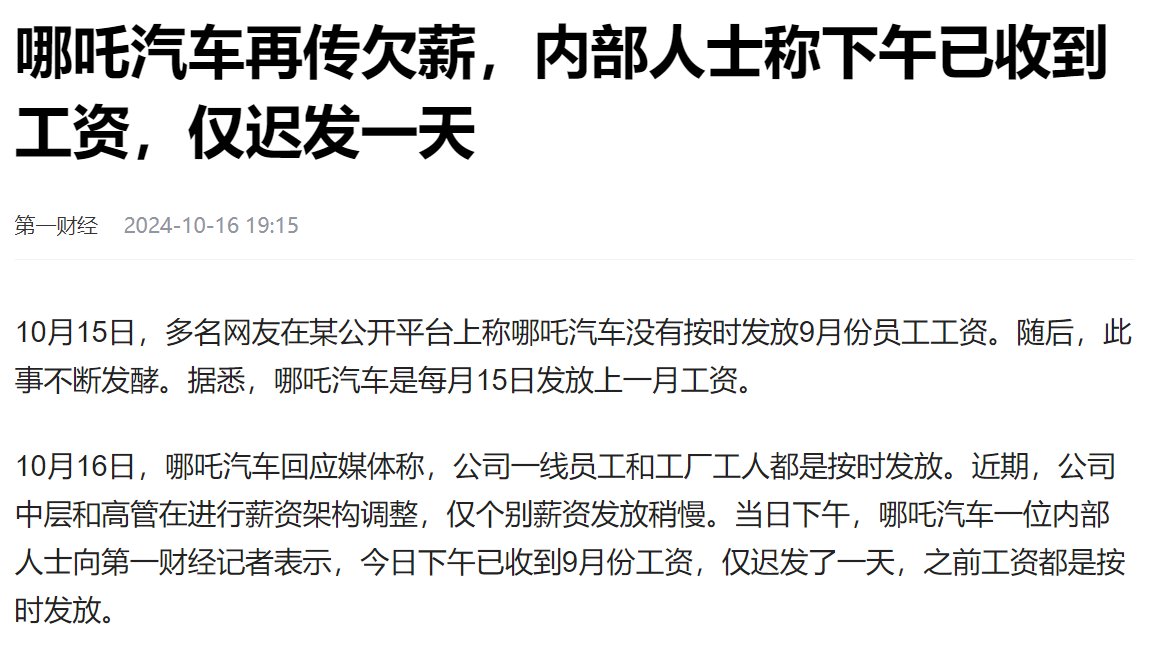 哪吒汽车再传欠薪，内部人士称下午已收到
工资，仅迟发一天
第一财经 2024-10-16 19:15
10月15日，多名网友在某公开平台上称哪吒汽车没有按时发放9月份员工工资。随后，此
事不断发酵。据悉，哪吒汽车是每月15日发放上一月工资。
10月16日，哪吒汽车回应媒体称，公司一线员工和工厂工人都是按时发放。近期，公司
中层和高管在进行薪资架构调整，仅个别薪资发放稍慢。当日下午，哪吒汽车一位内部
人士向第一财经记者表示，今日下午已收到9月份工资，仅迟发了一天，之前工资都是按
时发放。